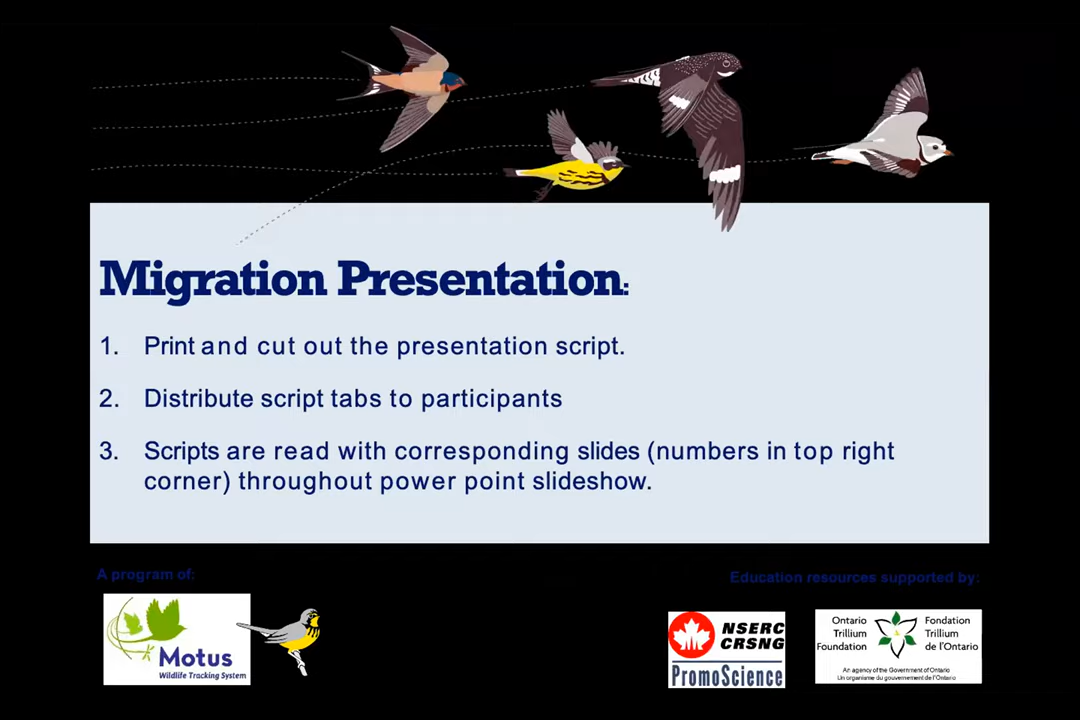 Migration Presentation:
1. Print and cut out the presentation script.
2. Distribute script tabs to participants
3. Scripts are read with corresponding slides (numbers in top right
corner) throughout power point slideshow.
A program of:
Education resources supported by:
Motus
Wildlife Tracking System
NSERC
CRSNG
PromoScience
Ontario
Trillium
Foundation
Fondation
Trillium
de l'Ontario
An agency of the Government of Ontario
Un organisme du gouvernement de l'Ontario